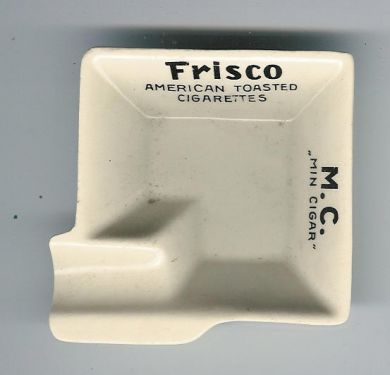 Frisco
AMERICAN TOASTED
CIGARETTES
M.C.
„MIN CIGAR"